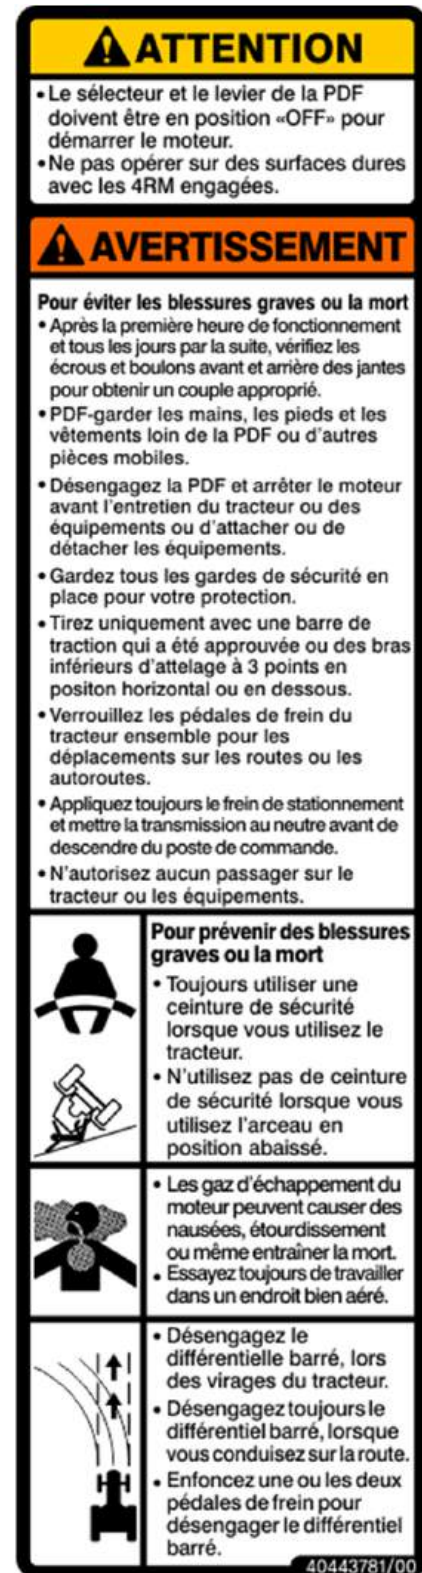 ATTENTION
• Le sélecteur et le levier de la PDF
doivent être en position «OFF» pour
démarrer le moteur.
• Ne pas opérer sur des surfaces dures
avec les 4RM engagées.
AVERTISSEMENT
Pour éviter les blessures graves ou la mort
• Après la première heure de fonctionnement
et tous les jours par la suite, vérifiez les
écrous et boulons avant et arrière des jantes
pour obtenir un couple approprié.
• PDF-garder les mains, les pieds et les
vêtements loin de la PDF ou d'autres
pièces mobiles.
• Désengagez la PDF et arrêter le moteur
avant l'entretien du tracteur ou des
équipements ou d'attacher ou de
détacher les équipements.
• Gardez tous les gardes de sécurité en
place pour votre protection.
• Tirez uniquement avec une barre de
traction qui a été approuvée ou des bras
inférieurs d'attelage à 3 points en
positon horizontal ou en dessous.
• Verrouillez les pédales de frein du
tracteur ensemble pour les
déplacements sur les routes ou les
autoroutes.
• Appliquez toujours le frein de stationnement
et mettre la transmission au neutre avant de
descendre du poste de commande.
• N'autorisez aucun passager sur le
tracteur ou les équipements.
Pour prévenir des blessures
graves ou la mort
• Toujours utiliser une
ceinture de sécurité
lorsque vous utilisez le
tracteur.
• N'utilisez pas de ceinture
de sécurité lorsque vous
utilisez l'arceau en
position abaissé.
• Les gaz d'échappement du
moteur peuvent causer des
nausées, étourdissement
ou même entraîner la mort.
• Essayez toujours de travailler
dans un endroit bien aéré.
• Désengagez le
différentielle barré, lors
des virages du tracteur.
• Désengagez toujours le
différentiel barré, lorsque
vous conduisez sur la route.
• Enfoncez une ou les deux
pédales de frein pour
désengager le différentiel
barré.
40443781/00